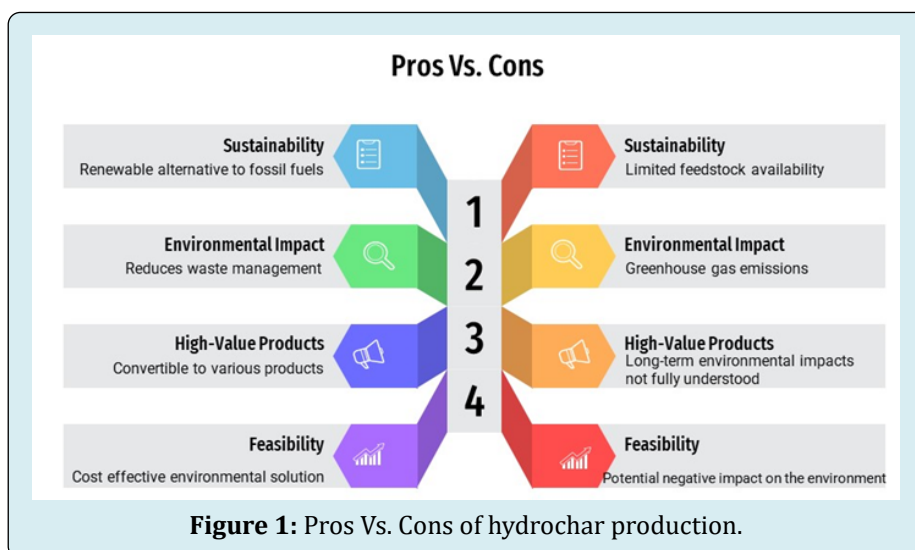 Pros Vs. Cons
Sustainability
Renewable alternative to fossil fuels
Environmental Impact
Reduces waste management
High-Value Products
Convertible to various products
Feasibility
Cost effective environmental solution
1
2
3
4
Sustainability
Limited feedstock availability
Environmental Impact
Greenhouse gas emissions
High-Value Products
Long-term environmental impacts
not fully understood
Feasibility
Potential negative impact on the environment
Figure 1: Pros Vs. Cons of hydrochar production.